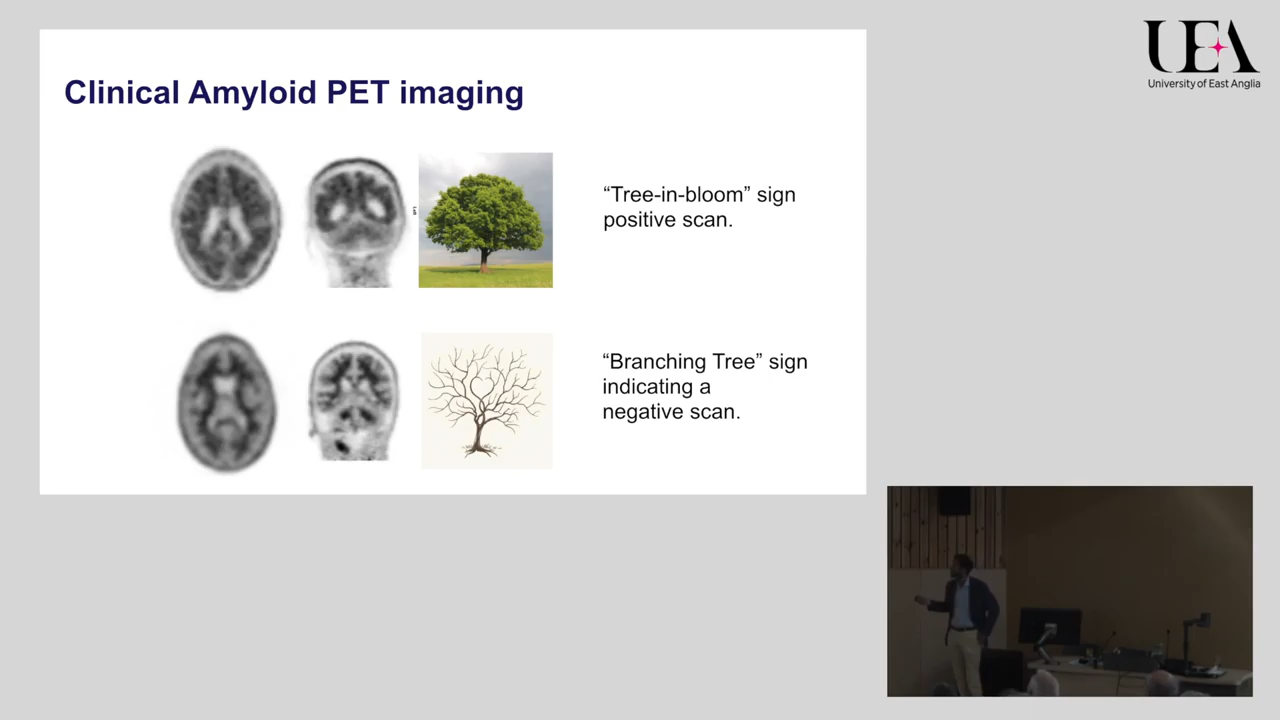 UEA
University of East Anglia
Clinical Amyloid PET imaging
“Tree-in-bloom” sign
positive scan.
“Branching Tree” sign
indicating a
negative scan.